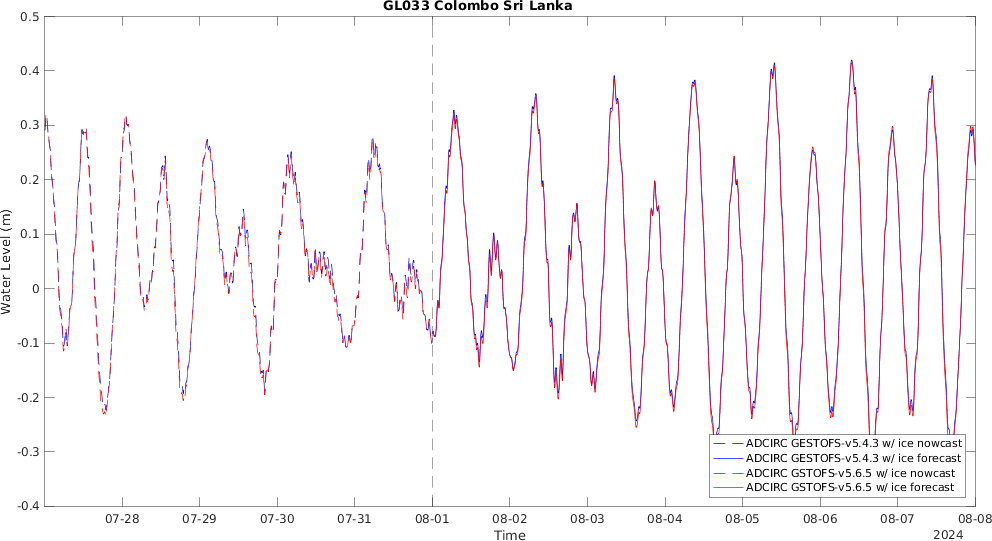 GL033 Colombo Sri Lanka
0.5
0.4
0.3
0.2
0.1
0
-0.1
-0.2
-0.3
-0.4
Water Level (m)
ADCIRC GESTOFS-v5.4.3 w/ ice nowcast
ADCIRC GESTOFS-v5.4.3 w/ ice forecast
ADCIRC GSTOFS-v5.6.5 w/ ice nowcast
ADCIRC GSTOFS-v5.6.5 w/ ice forecast
07-28 07-29 07-30 07-31 08-01 08-02 08-03 08-04 08-05 08-06 08-07 08-08
Time
2024